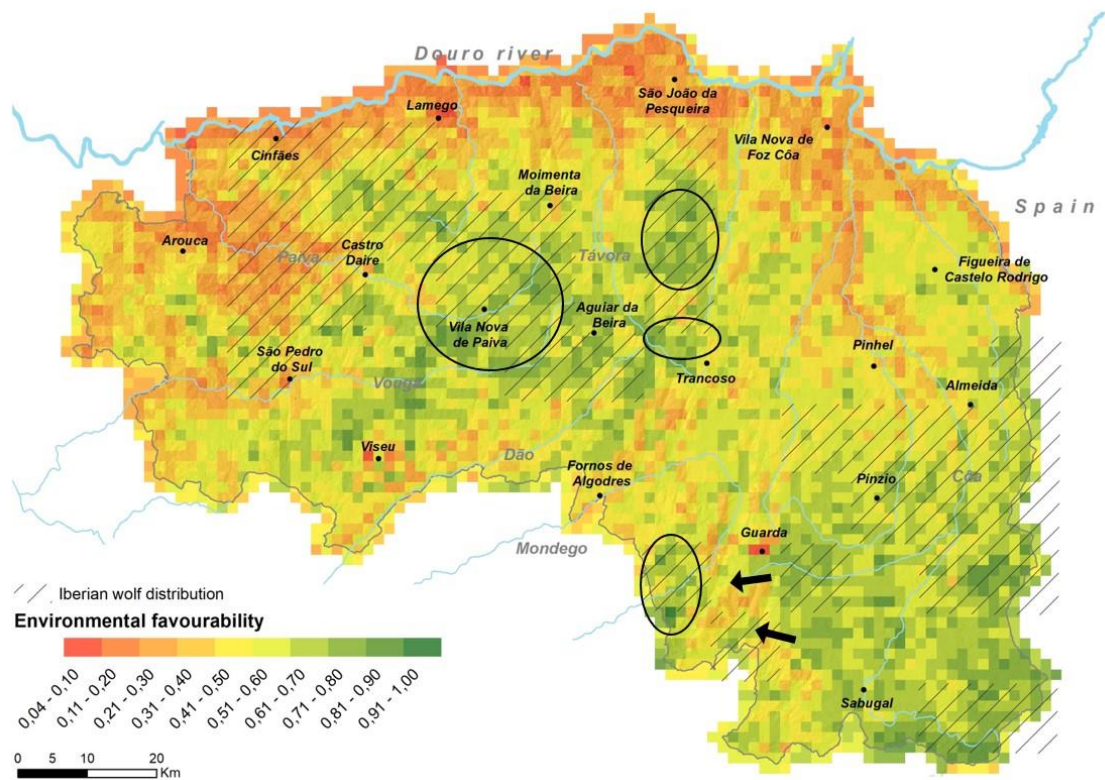 Douro river
São João da
Pesqueira
Lamego
Vila Nova de
Foz Côa
Cinfães
Moimenta
da Beira
Spain
Arouca
Paiva
Castro
Daire
Távora
Figueira de
Castelo Rodrigo
Vila Nova
de Paiva
Aguiar da
Beira
São Pedro
do Sul
Vouga
Trancoso
Pinhel
Almeida
Viseu
Dão
Fornos de
Algodres
Pínzio
Côa
Mondego
Guarda
Sabugal
Iberian wolf distribution
Environmental favourability
0,04 - 0,10
0,11 - 0,20
0,21 - 0,30
0,31 - 0,40
0,41 - 0,50
0,51 - 0,60
0,61 - 0,70
0,71 - 0,80
0,81 - 0,90
0,91 - 1,00
0 5 10 20
Km